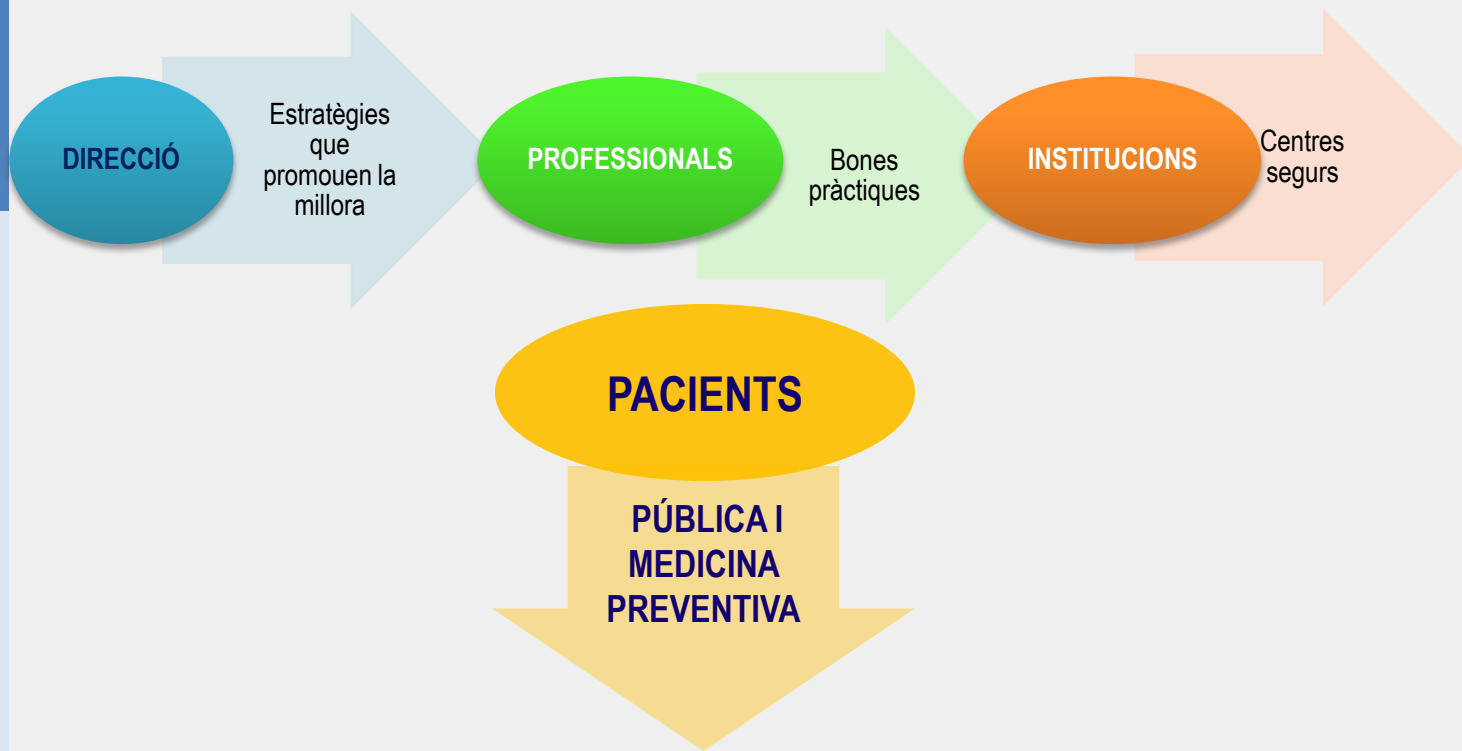 DIRECCIÓ
Estratègies
que
promouen la
millora
PROFESSIONALS
Bones
pràctiques
INSTITUCIONS
Centres
segurs
PACIENTS
PÚBLICA I
MEDICINA
PREVENTIVA